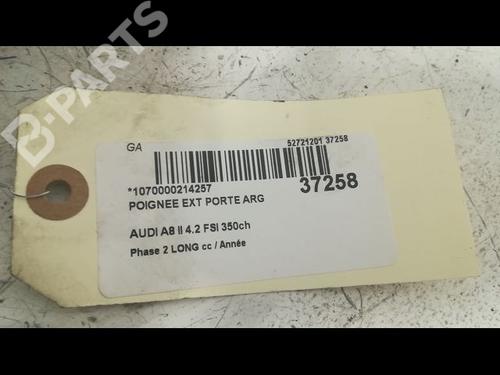 B-PARTS
GA
52721201 37258
*1070000214257
37258
POIGNEE EXT PORTE ARG
AUDI A8 II 4.2 FSI 350ch
Phase 2 LONG cc / Année